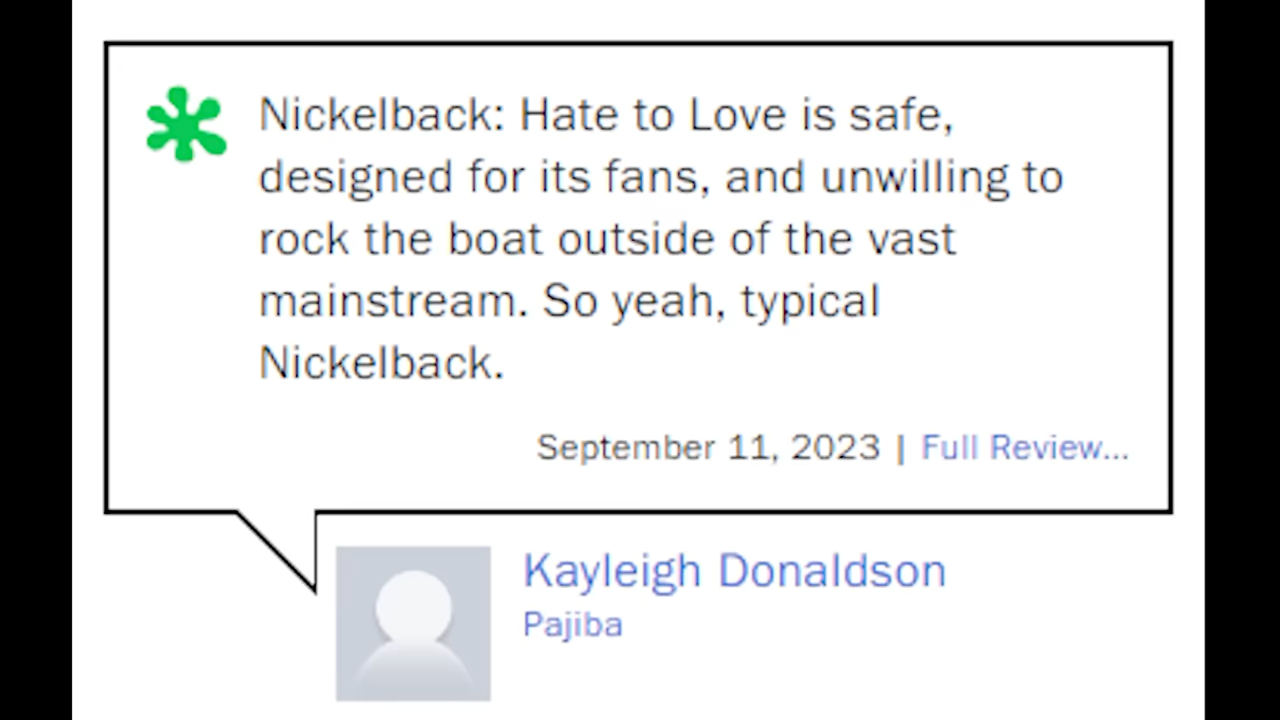 Nickelback: Hate to Love is safe,
designed for its fans, and unwilling to
rock the boat outside of the vast
mainstream. So yeah, typical
Nickelback.
September 11, 2023 | Full Review...
Kayleigh Donaldson
Pajiba